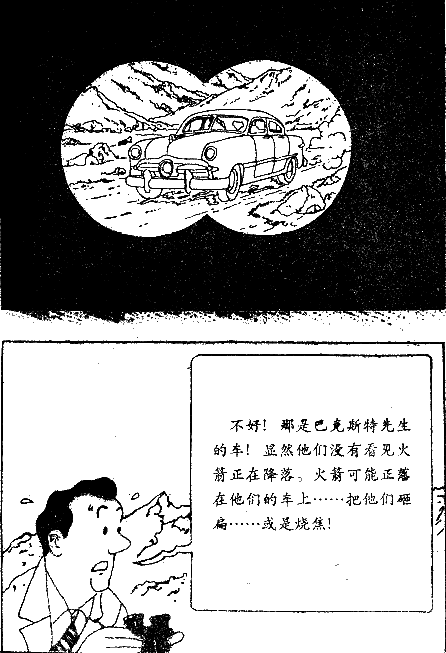 不好！那是巴克斯特先生
的车！显然他们没有看见火
箭正在降落。火箭可能正落
在他们的车上……把他们砸
扁……或是烧焦！